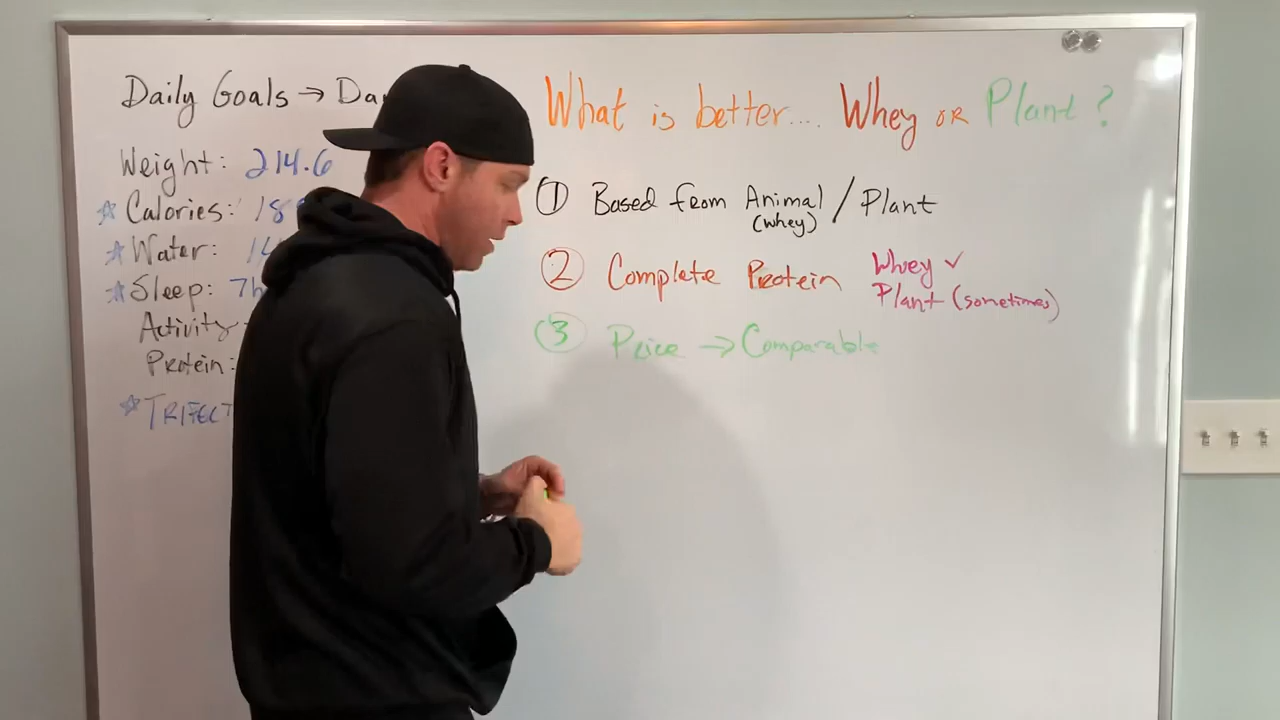 Daily Goals → Da
Weight: 214.6
☆ Calories: 18
☆ Water: 14
☆ Sleep: 7h
Activity
Protein:
☆ TRIFECT
What is better.... Whey OR Plant?
① Based from Animal / Plant
(whey)
② Complete Protein
Whey ✓
Plant (sometimes)
③ Price → Comparable